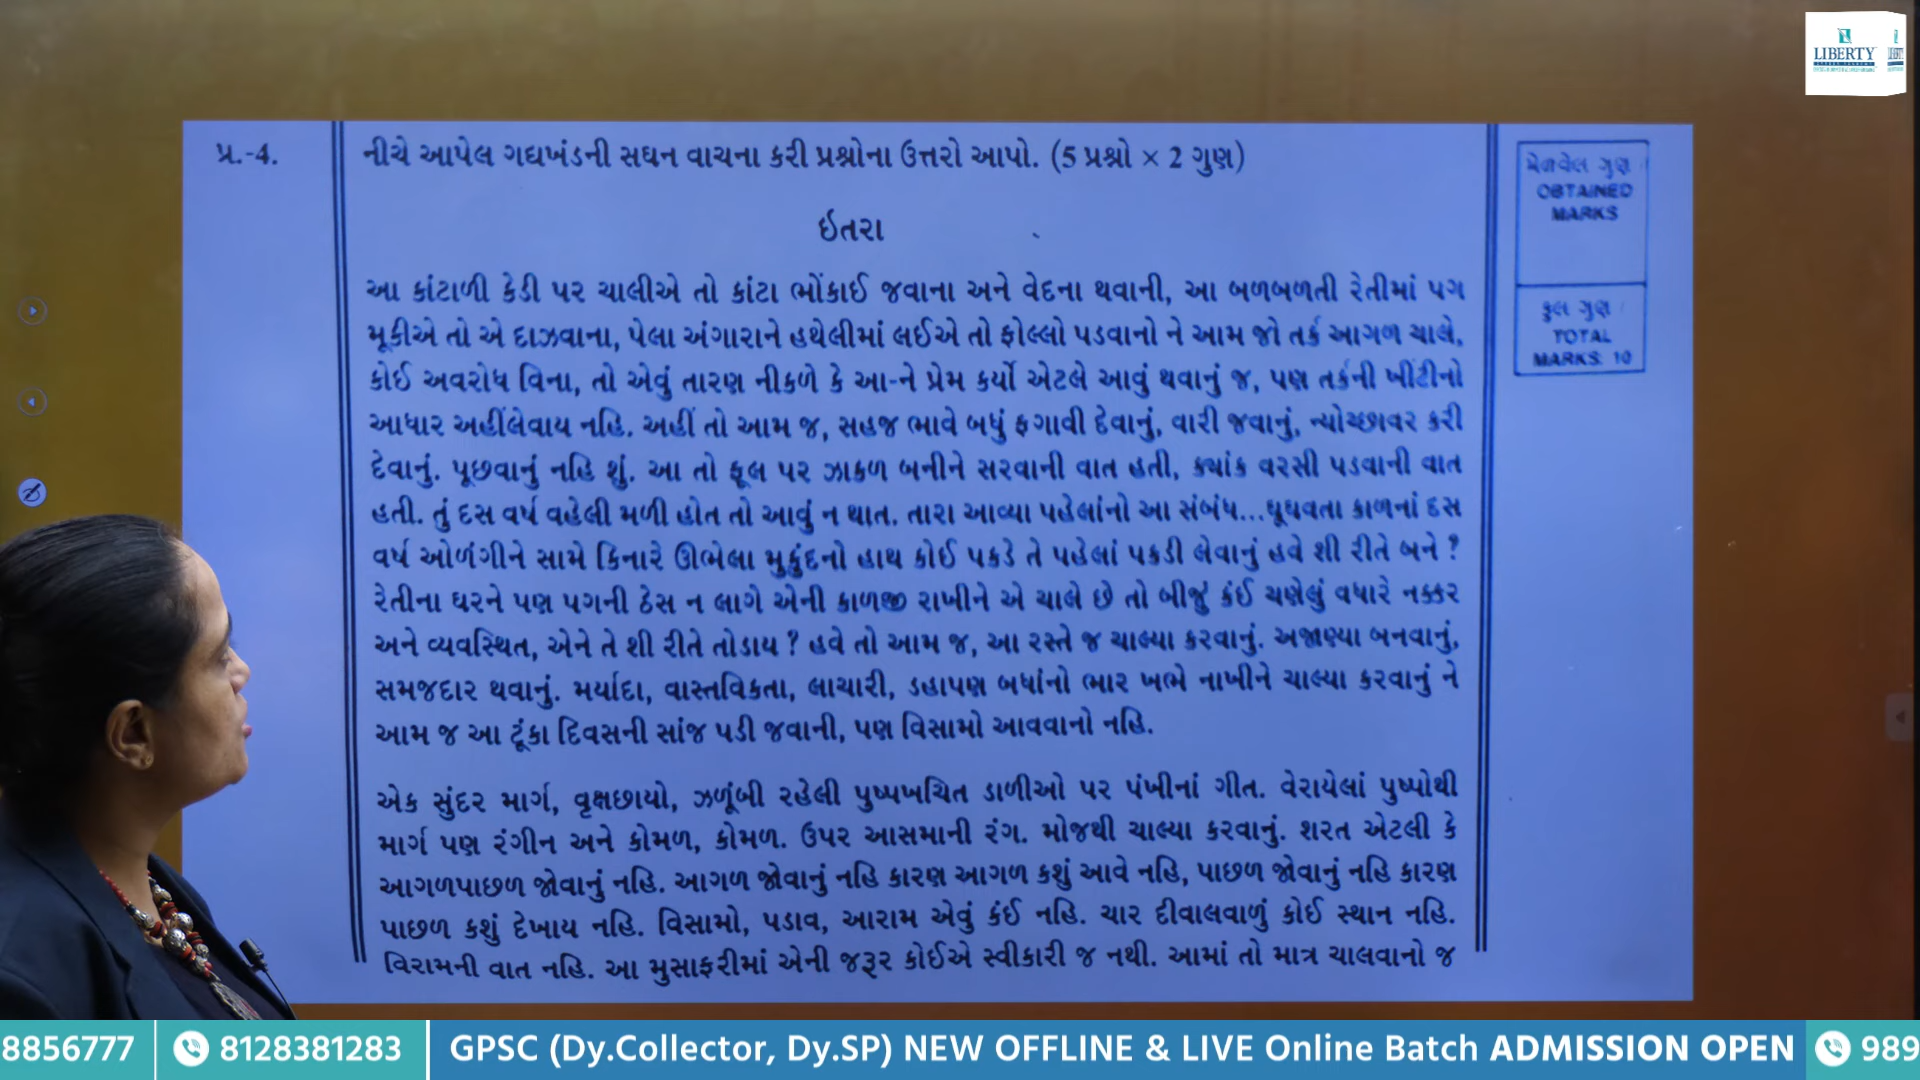 LIBERTY
પ્ર.-4.
નીચે આપેલ ગદ્યખંડની સઘન વાચના કરી પ્રશ્નોના ઉત્તરો આપો. (5 પ્રશ્નો × 2 ગુણ)
મેળવેલ ગુણ
OBTAINED
MARKS
કુલ ગુણ
TOTAL
MARKS: 10
ઇતરા
આ કાંટાળી કેડી પર ચાલીએ તો કાંટા ભોંકાઈ જવાના અને વેદના થવાની, આ બળબળતી રેતીમાં પગ
મૂકીએ તો એ દાઝવાના, પેલા અંગારાને હથેલીમાં લઈએ તો ફોલ્લો પડવાનો ને આમ જો તર્ક આગળ ચાલે,
કોઈ અવરોધ વિના, તો એવું તારણ નીકળે કે આ-ને પ્રેમ કર્યો એટલે આવું થવાનું જ, પણ તર્કની ખીંટીનો
આધાર અહીંલેવાય નહિ. અહીં તો આમ જ, સહજ ભાવે બધું ફગાવી દેવાનું, વારી જવાનું, ન્યોચ્છાવર કરી
દેવાનું. પૂછવાનું નહિ શું. આ તો ફૂલ પર ઝાકળ બનીને સરવાની વાત હતી, ક્યાંક વરસી પડવાની વાત
હતી. તું દસ વર્ષ વહેલી મળી હોત તો આવું ન થાત. તારા આવ્યા પહેલાંનો આ સંબંધ...ઘૂઘવતા કાળનાં દસ
વર્ષ ઓળંગીને સામે કિનારે ઊભેલા મુકુંદનો હાથ કોઈ પકડે તે પહેલાં પકડી લેવાનું હવે શી રીતે બને ?
રેતીના ઘરને પણ પગની ઠેસ ન લાગે એની કાળજી રાખીને એ ચાલે છે તો બીજું કંઈ ચણેલું વધારે નક્કર
અને વ્યવસ્થિત, એને તે શી રીતે તોડાય ? હવે તો આમ જ, આ રસ્તે જ ચાલ્યા કરવાનું. અજાણ્યા બનવાનું,
સમજદાર થવાનું. મર્યાદા, વાસ્તવિકતા, લાચારી, ડહાપણ બધાંનો ભાર ખભે નાખીને ચાલ્યા કરવાનું ને
આમ જ આ ટૂંકા દિવસની સાંજ પડી જવાની, પણ વિસામો આવવાનો નહિ.
એક સુંદર માર્ગ, વૃક્ષછાયો, ઝળૂંબી રહેલી પુષ્પખચિત ડાળીઓ પર પંખીનાં ગીત. વેરાયેલાં પુષ્પોથી
માર્ગ પણ રંગીન અને કોમળ, કોમળ. ઉપર આસમાની રંગ. મોજથી ચાલ્યા કરવાનું. શરત એટલી કે
આગળપાછળ જોવાનું નહિ. આગળ જોવાનું નહિ કારણ આગળ કશું આવે નહિ, પાછળ જોવાનું નહિ કારણ
પાછળ કશું દેખાય નહિ. વિસામો, પડાવ, આરામ એવું કંઈ નહિ. ચાર દીવાલવાળું કોઈ સ્થાન નહિ.
વિરામની વાત નહિ. આ મુસાફરીમાં એની જરૂર કોઈએ સ્વીકારી જ નથી. આમાં તો માત્ર ચાલવાનો જ
8856777 8128381283 GPSC (Dy.Collector, Dy.SP) NEW OFFLINE & LIVE Online Batch ADMISSION OPEN 989